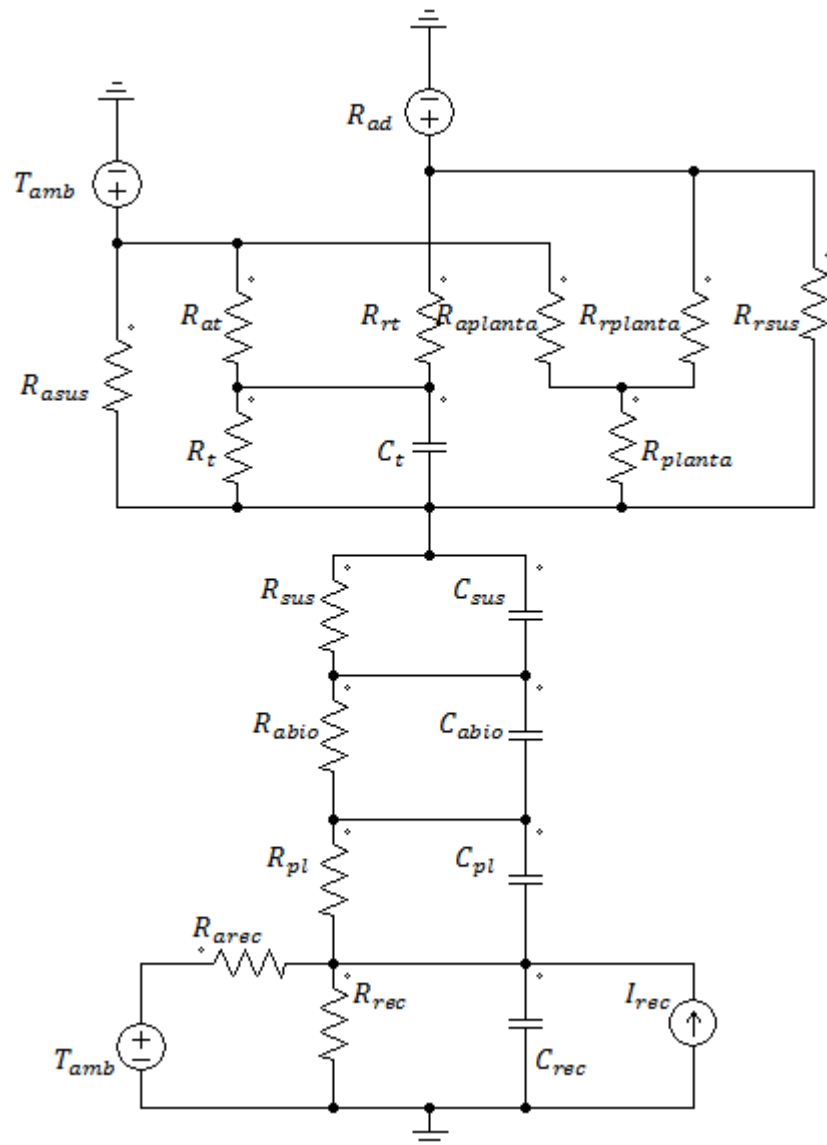 R_ad
T_amb
R_at
R_rt
R_aplanta
R_rplanta
R_rsus
R_asus
R_t
C_t
R_planta
R_sus
C_sus
R_abio
C_abio
R_pl
C_pl
R_arec
R_rec
I_rec
T_amb
C_rec